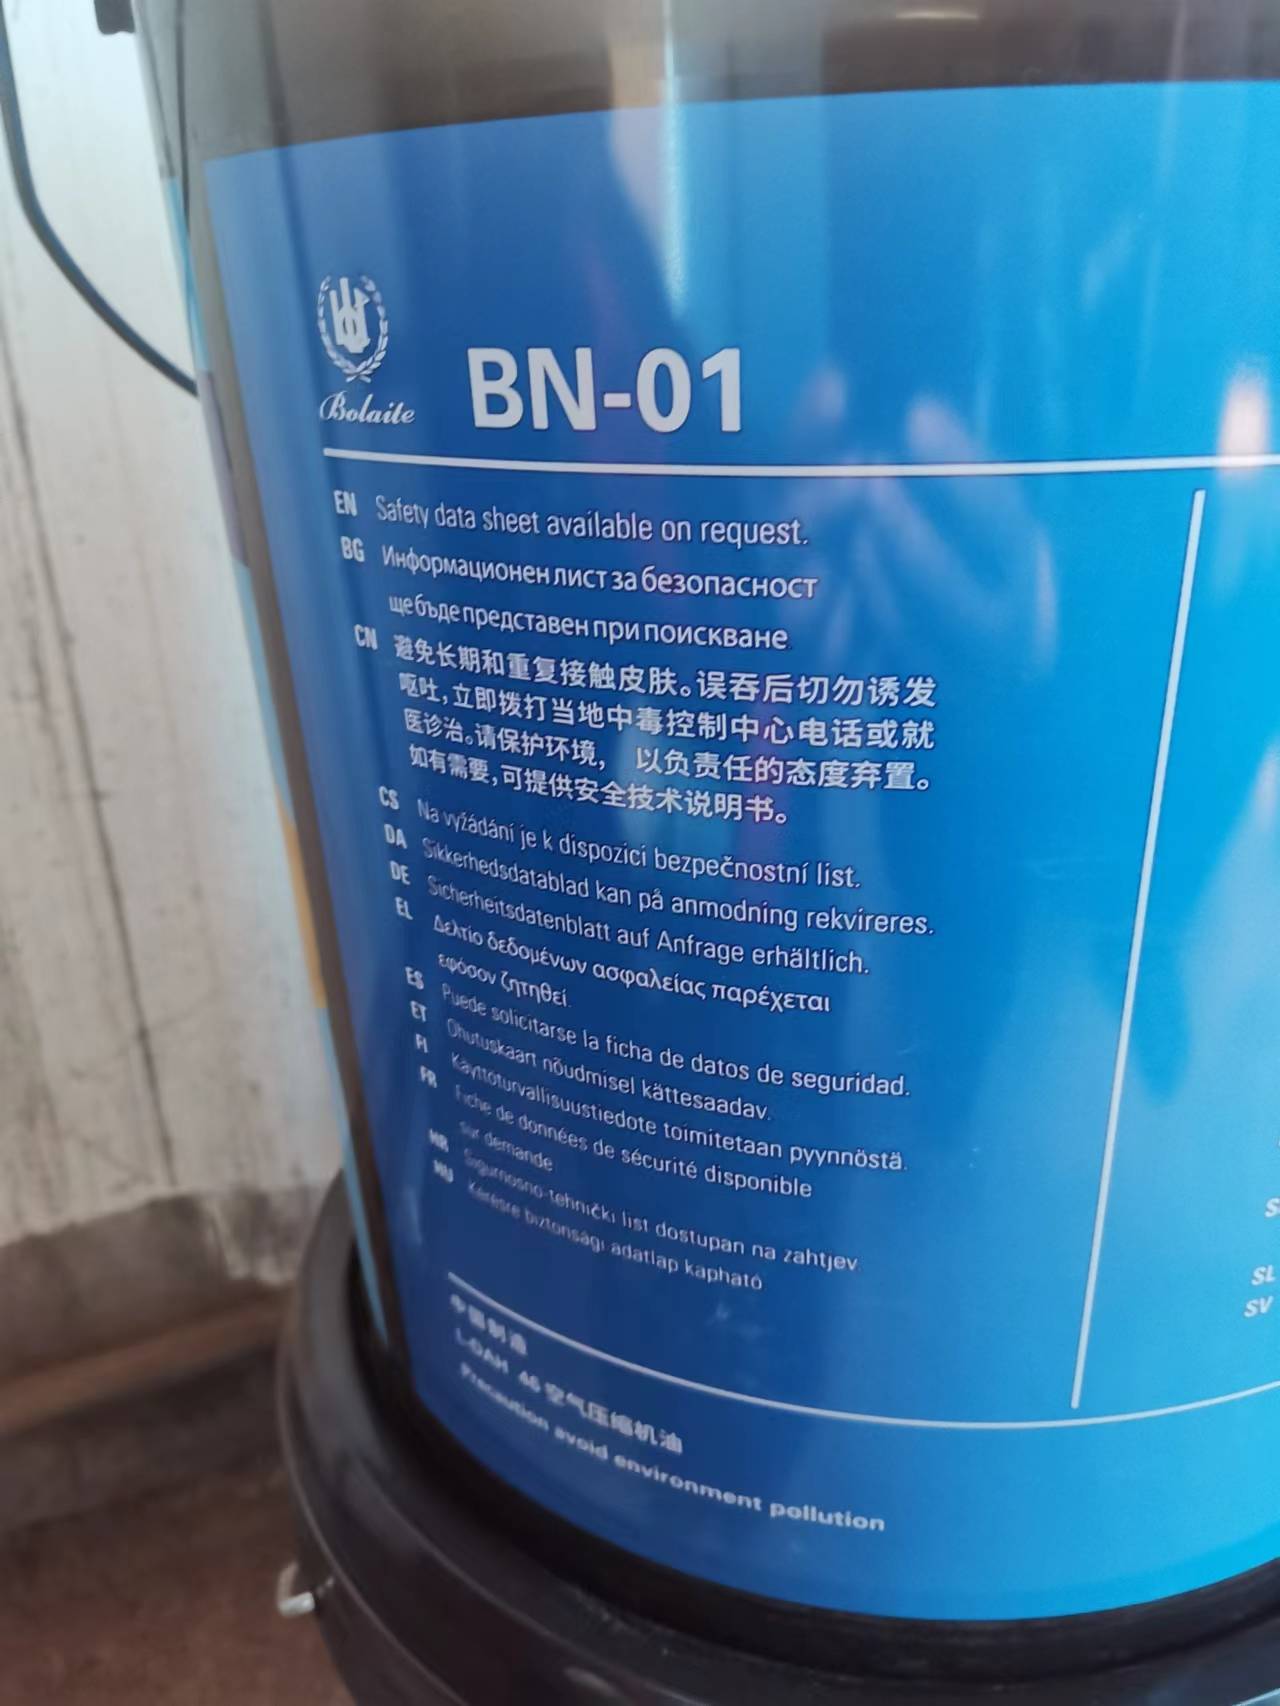 Bolaite
BN-01
EN Safety data sheet available on request.
BG Информационен лист за безопасност
ще бъде представен при поискване.
CN 避免长期和重复接触皮肤。误吞后切勿诱发
呕吐，立即拨打当地中毒控制中心电话或就
医诊治。请保护环境， 以负责任的态度弃置。
如有需要，可提供安全技术说明书。
CS Na vyžádání je k dispozici bezpečnostní list.
DA Sikkerhedsdatablad kan på anmodning rekvireres.
DE Sicherheitsdatenblatt auf Anfrage erhältlich.
EL Δελτίο δεδομένων ασφαλείας παρέχεται
εφόσον ζητηθεί.
ES Puede solicitarse la ficha de datos de seguridad.
ET Ohutuskaart nõudmisel kättesaadav.
FI Käyttöturvallisuustiedote toimitetaan pyynnöstä.
FR Fiche de données de sécurité disponible
sur demande
HR Sigurnosno-tehnički list dostupan na zahtjev
HU Kérésre biztonsági adatlap kapható
SL
SV
中国制造
L-DAH 46 空气压缩机油
Precaution avoid environment pollution